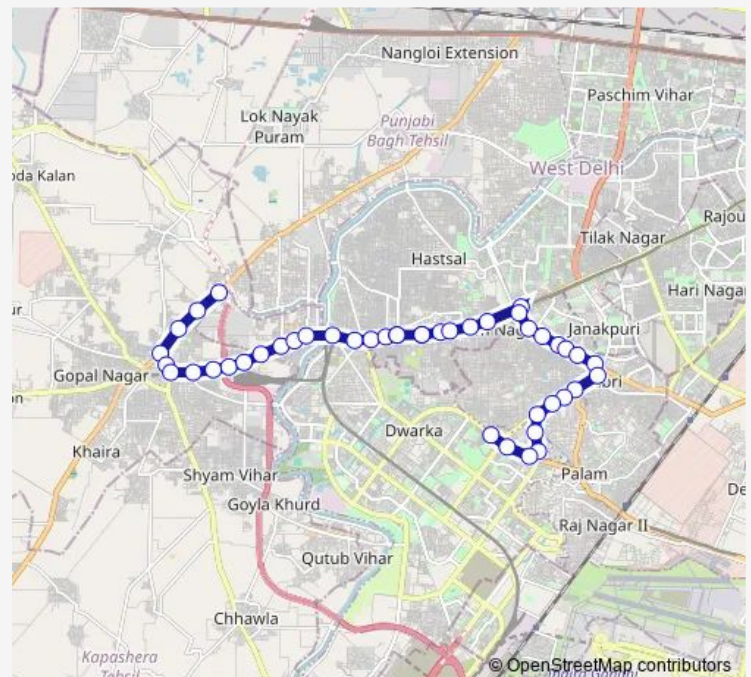 Nangloi Extension
Paschim Vihar
Lok Nayak
Puram
Punjabi
Bagh Tehsil
West Delhi
oda Kalan
Rajou
Tilak Nagar
Hastsal
Hari Nagar
ur
Janakpuri
Gopal Nagar
on
Dwarka
Khaira
Palam
Shyam Vihar
De
Goyla Khurd
Raj Nagar II
Qutub Vihar
Chhawla
Kapashera
Tehsil
© OpenStreetMap contributors